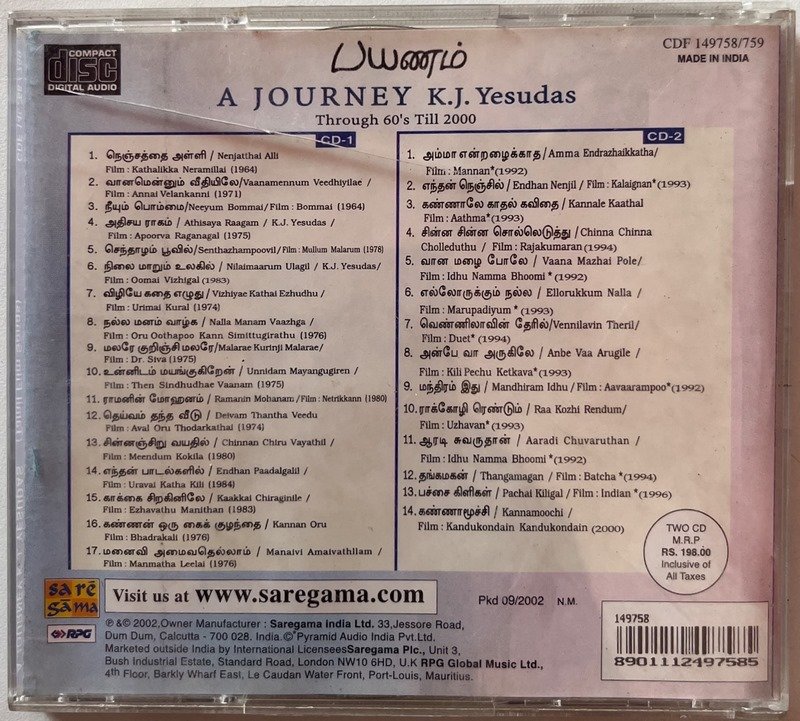 COMPACT
disc
DIGITAL AUDIO
பயணம்
CDF 149758/759
MADE IN INDIA
A JOURNEY K.J. Yesudas
Through 60's Till 2000
CD-1
1. நெஞ்சத்தை அள்ளி / Nenjatthai Alli
Film : Kathalikka Neramillai (1964)
2. வானமென்னும் வீதியிலே/Vaanamennum Veedhiyilae /
Film : Annai Velankanni (1971)
3. நீயும் பொம்மை/Neeyum Bommai/Film : Bommai (1964)
4. அதிசய ராகம் / Athisaya Raagam / K.J. Yesudas /
Film : Apoorva Raganagal (1975)
5. செந்தாழம் பூவில்/Senthazhampoovil/Film : Mullum Malarum (1978)
6. நிலை மாறும் உலகில் / Nilaimaarum Ulagil / K.J. Yesudas/
Film : Oomai Vizhigal (1983)
7. விழியே கதை எழுது / Vizhiyae Kathai Ezhudhu /
Film : Urimai Kural (1974)
8. நல்ல மனம் வாழ்க / Nalla Manam Vaazhga /
Film : Oru Oothapoo Kann Simittugirathu (1976)
9. மலரே குறிஞ்சி மலரே/Malarae Kurinji Malarae/
Film : Dr. Siva (1975)
10. உன்னிடம் மயங்குகிறேன் / Unnidam Mayangugiren /
Film : Then Sindhudhae Vaanam (1975)
11. ராமனின் மோஹனம் / Ramanin Mohanam / Film : Netrikkann (1980)
12. தெய்வம் தந்த வீடு / Deivam Thantha Veedu
Film : Aval Oru Thodarkathai (1974)
13. சின்னஞ்சிறு வயதில் / Chinnan Chiru Vayathil /
Film : Meendum Kokila (1980)
14. எந்தன் பாடல்களில் / Endhan Paadalgalil /
Film : Uravai Katha Kili (1984)
15. காக்கை சிறகினிலே / Kaakkai Chiraginile /
Film : Ezhavathu Manithan (1983)
16. கண்ணன் ஒரு கைக் குழந்தை / Kannan Oru
Film : Bhadrakali (1976)
17. மனைவி அமைவதெல்லாம் / Manaivi Amaivathllam /
Film : Manmatha Leelai (1976)
CD-2
1. அம்மா என்றழைக்காத / Amma Endrazhaikkatha/
Film : Mannan*(1992)
2. எந்தன் நெஞ்சில் / Endhan Nenjil / Film : Kalaignan*(1993)
3. கண்ணாலே காதல் கவிதை / Kannale Kaathal
Film : Aathma*(1993)
4. சின்ன சின்ன சொல்லெடுத்து / Chinna Chinna
Cholleduthu / Film : Rajakumaran (1994)
5. வான மழை போலே / Vaana Mazhai Pole/
Film : Idhu Namma Bhoomi *(1992)
6. எல்லோருக்கும் நல்ல / Ellorukkum Nalla /
Film : Marupadiyum * (1993)
7. வெண்ணிலாவின் தேரில்/Vennilavin Theril/
Film : Duet*(1994)
8. அன்பே வா அருகிலே / Anbe Vaa Arugile /
Film : Kili Pechu Ketkava*(1993)
9. மந்திரம் இது / Mandhiram Idhu / Film : Aavaarampoo*(1992)
10. ராக்கோழி ரெண்டும் / Raa Kozhi Rendum/
Film : Uzhavan* (1993)
11. ஆரடி சுவருதான் / Aaradi Chuvaruthan /
Film : Idhu Namma Bhoomi *(1992)
12. தங்கமகன் / Thangamagan / Film : Batcha *(1994)
13. பச்சை கிளிகள் / Pachai Kiligal / Film : Indian *(1996)
14. கண்ணாமூச்சி / Kannamoochi /
Film : Kandukondain Kandukondain (2000)
TWO CD
M.R.P
RS. 198.00
Inclusive of
All Taxes
sa rē
gama
RPG
Visit us at www.saregama.com
Pkd 09/2002 N.M.
℗ &© 2002,Owner Manufacturer : Saregama India Ltd. 33,Jessore Road,
Dum Dum, Calcutta - 700 028. India.© Pyramid Audio India Pvt.Ltd.
Marketed outside India by International LicenseesSaregama Plc., Unit 3,
Bush Industrial Estate, Standard Road, London NW10 6HD, U.K RPG Global Music Ltd.,
4th Floor, Barkly Wharf East, Le Caudan Water Front, Port-Louis, Mauritius.
149758
8901112497585